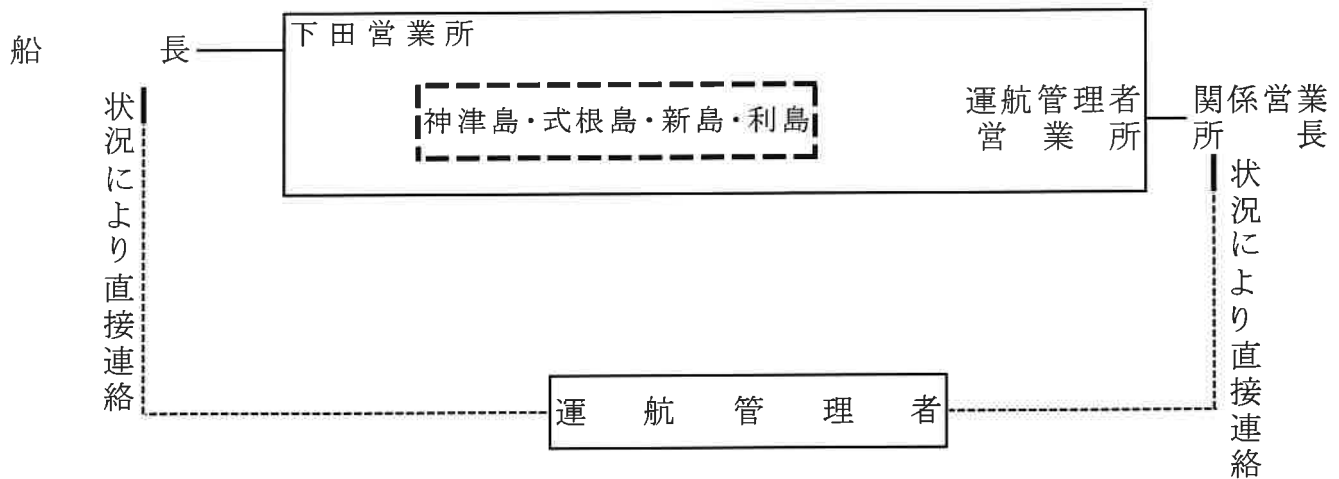 船長
下田営業所
神津島・式根島・新島・利島
運航管理者
営業所
関係営業
所長
状況により直接連絡
状況により直接連絡
運航管理者